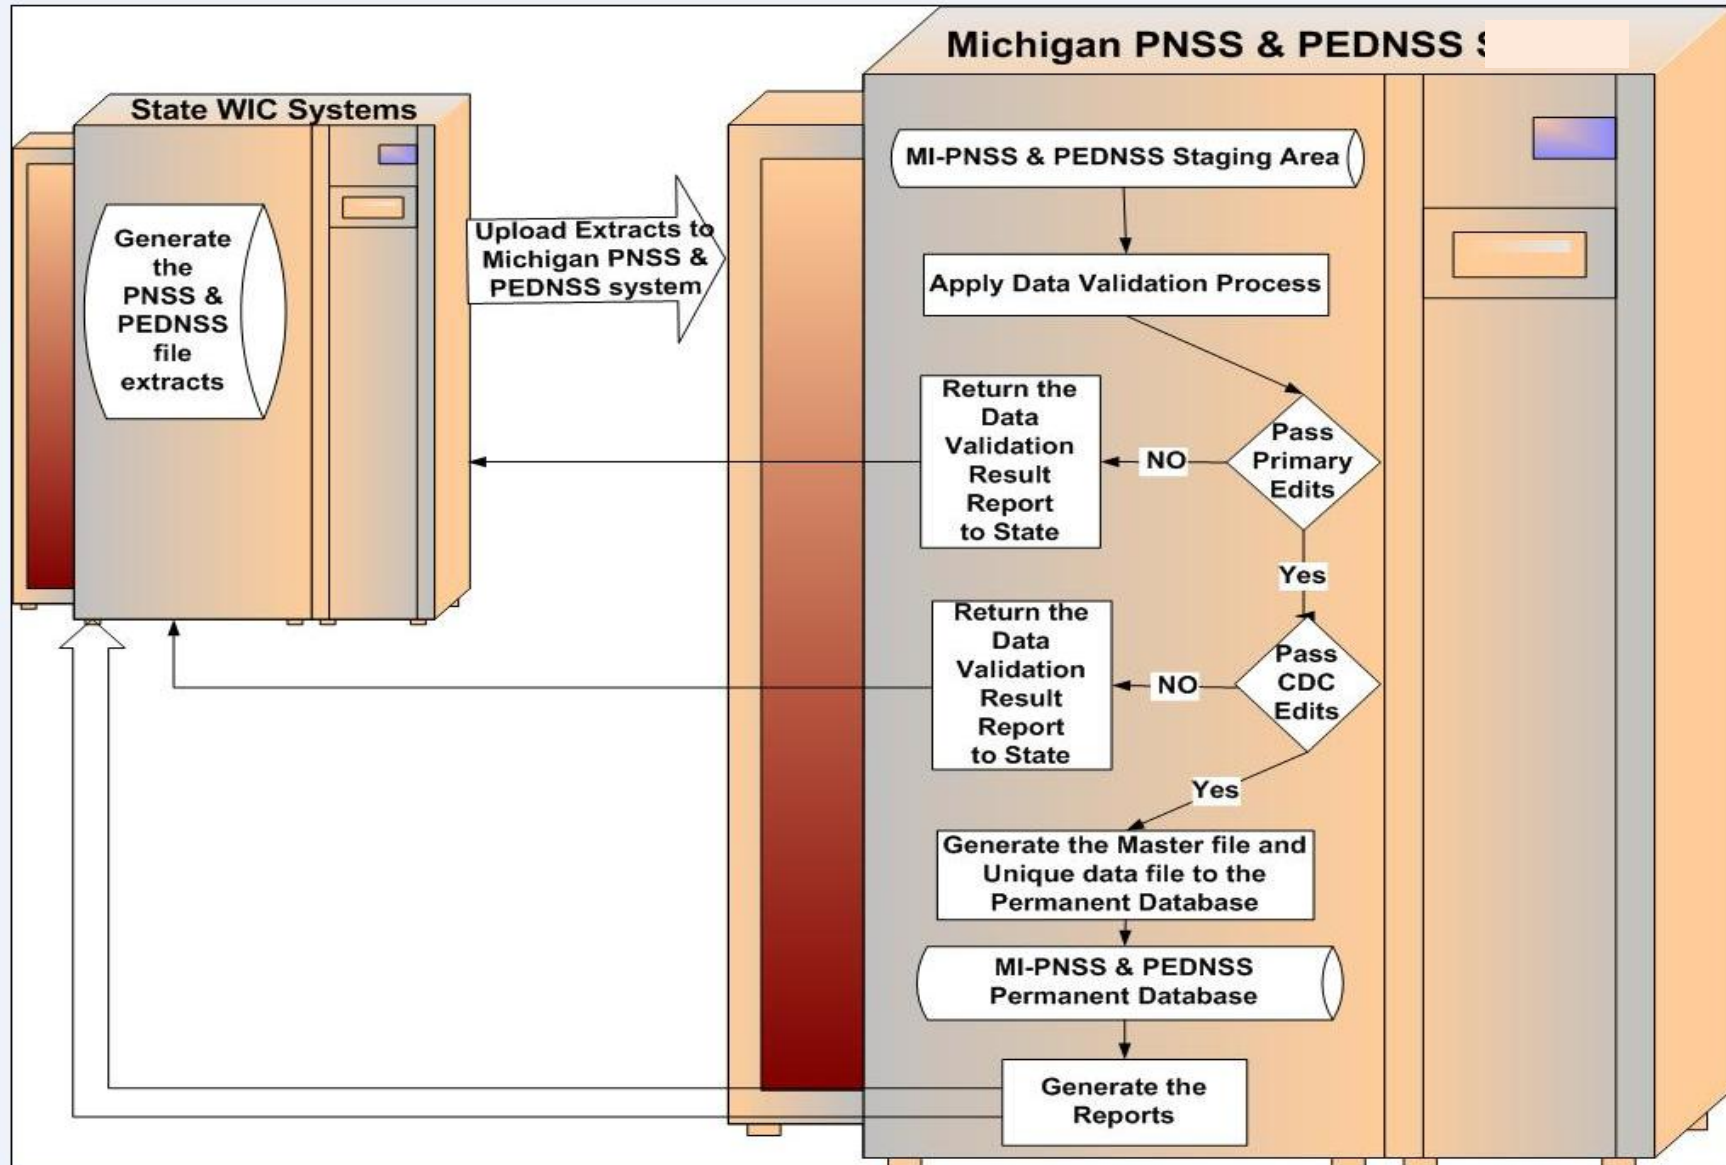 Michigan PNSS & PEDNSS
State WIC Systems
Generate
the
PNSS &
PEDNSS
file
extracts
Upload Extracts to
Michigan PNSS &
PEDNSS system
MI-PNSS & PEDNSS Staging Area
Apply Data Validation Process
Pass
Primary
Edits
NO
Return the
Data
Validation
Result
Report
to State
Yes
Pass
CDC
Edits
NO
Return the
Data
Validation
Result
Report
to State
Yes
Generate the Master file and
Unique data file to the
Permanent Database
MI-PNSS & PEDNSS
Permanent Database
Generate the
Reports